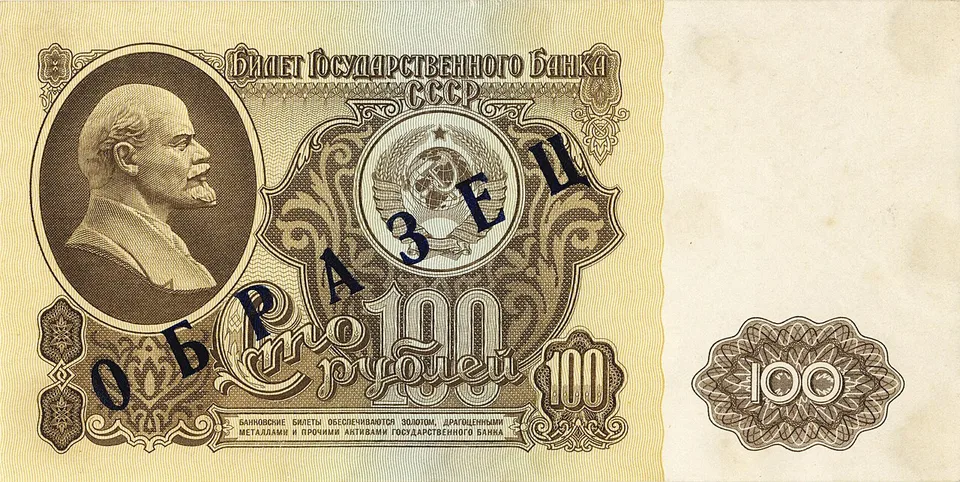 Билет Государственного Банка
СССР
ОБРАЗЕЦ
100
Сто
рублей
100
БАНКОВСКИЕ БИЛЕТЫ ОБЕСПЕЧИВАЮТСЯ ЗОЛОТОМ, ДРАГОЦЕННЫМИ
МЕТАЛЛАМИ И ПРОЧИМИ АКТИВАМИ ГОСУДАРСТВЕННОГО БАНКА
100